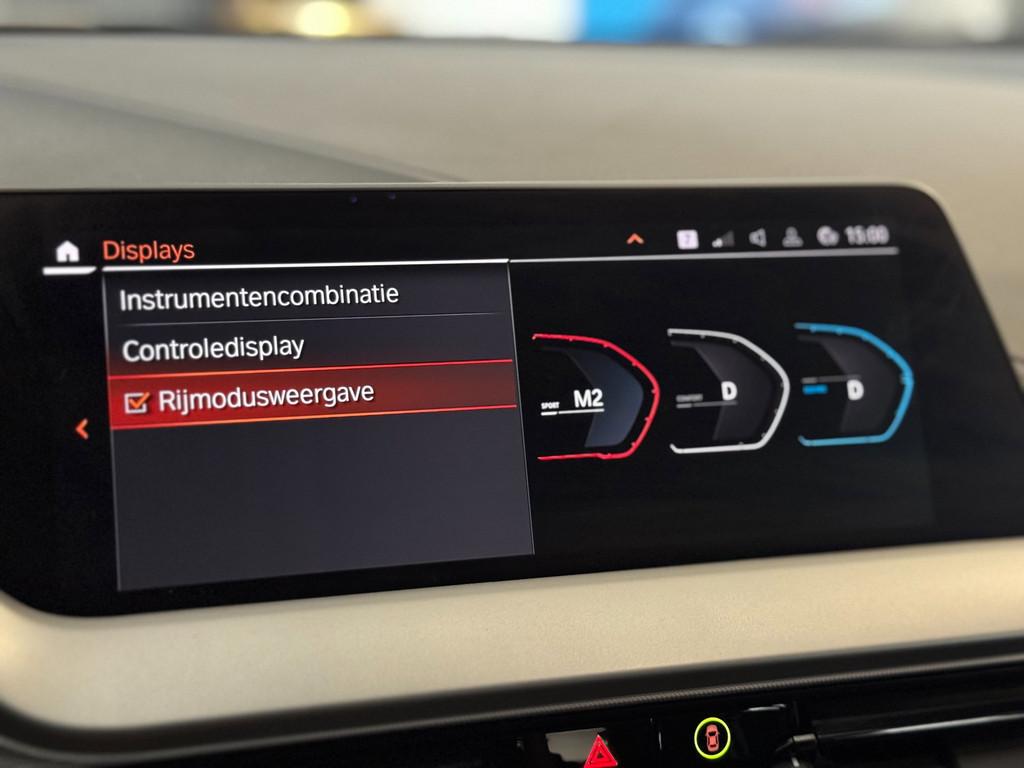 Displays
15:00
Instrumentencombinatie
Controledisplay
Rijmodusweergave
SPORT M2
COMFORT D
D